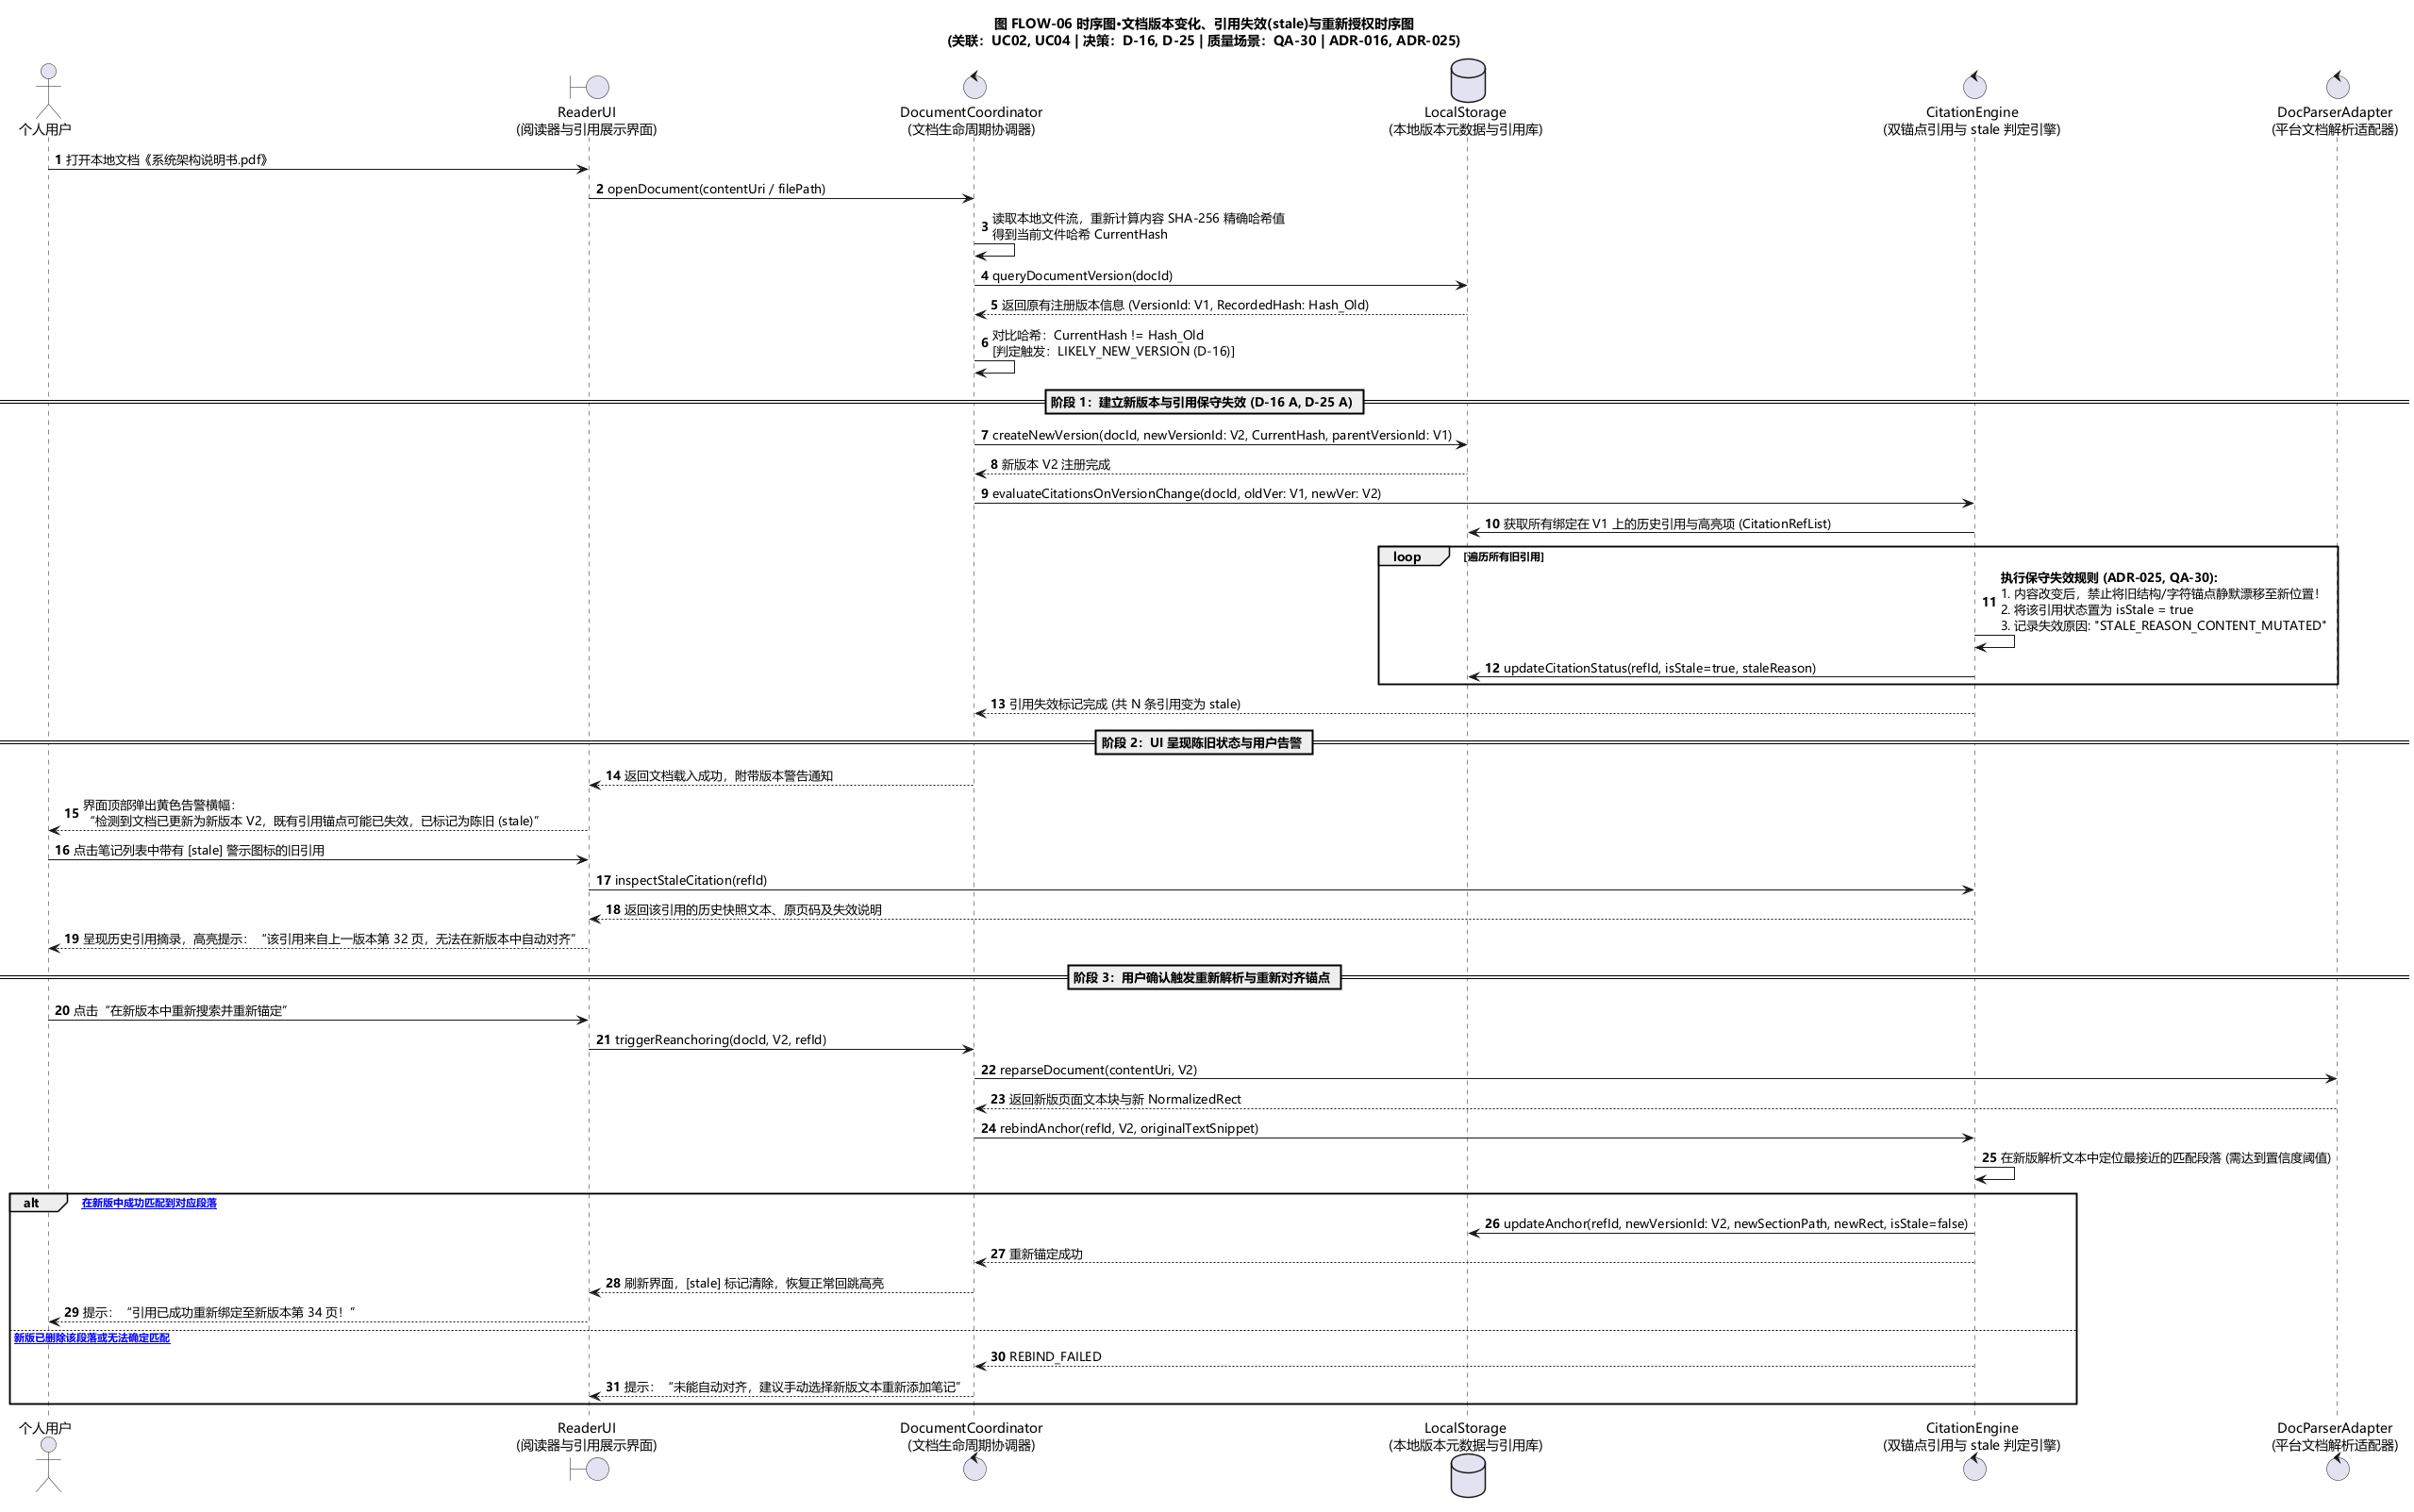 图 FLOW-06 时序图•文档版本变化、引用失效(stale)与重新授权时序图
(关联：UC02, UC04 | 决策：D-16, D-25 | 质量场景：QA-30 | ADR-016, ADR-025)
个人用户
ReaderUI
(阅读器与引用展示界面)
DocumentCoordinator
(文档生命周期协调器)
LocalStorage
(本地版本元数据与引用库)
CitationEngine
(双锚点引用与 stale 判定引擎)
DocParserAdapter
(平台文档解析适配器)
1 打开本地文档《系统架构说明书.pdf》
2 openDocument(contentUri / filePath)
3 读取本地文件流，重新计算内容 SHA-256 精确哈希值
得到当前文件哈希 CurrentHash
4 queryDocumentVersion(docId)
5 返回原有注册版本信息 (VersionId: V1, RecordedHash: Hash_Old)
6 对比哈希：CurrentHash != Hash_Old
[判定触发：LIKELY_NEW_VERSION (D-16)]
阶段 1：建立新版本与引用保守失效 (D-16 A, D-25 A)
7 createNewVersion(docId, newVersionId: V2, CurrentHash, parentVersionId: V1)
8 新版本 V2 注册完成
9 evaluateCitationsOnVersionChange(docId, oldVer: V1, newVer: V2)
10 获取所有绑定在 V1 上的历史引用与高亮项 (CitationRefList)
loop [遍历所有旧引用]
11 执行保守失效规则 (ADR-025, QA-30):
1. 内容改变后，禁止将旧结构/字符锚点静默漂移至新位置！
2. 将该引用状态置为 isStale = true
3. 记录失效原因: "STALE_REASON_CONTENT_MUTATED"
12 updateCitationStatus(refId, isStale=true, staleReason)
13 引用失效标记完成 (共 N 条引用变为 stale)
阶段 2：UI 呈现陈旧状态与用户告警
14 返回文档载入成功，附带版本警告通知
15 界面顶部弹出黄色告警横幅：
“检测到文档已更新为新版本 V2，既有引用锚点可能已失效，已标记为陈旧 (stale)”
16 点击笔记列表中带有 [stale] 警示图标的旧引用
17 inspectStaleCitation(refId)
18 返回该引用的历史快照文本、原页码及失效说明
19 呈现历史引用摘录，高亮提示：“该引用来自上一版本第 32 页，无法在新版本中自动对齐”
阶段 3：用户确认触发重新解析与重新对齐锚点
20 点击“在新版本中重新搜索并重新锚定”
21 triggerReanchoring(docId, V2, refId)
22 reparseDocument(contentUri, V2)
23 返回新版页面文本块与新 NormalizedRect
24 rebindAnchor(refId, V2, originalTextSnippet)
25 在新版解析文本中定位最接近的匹配段落 (需达到置信度阈值)
alt 在新版中成功匹配到对应段落
26 updateAnchor(refId, newVersionId: V2, newSectionPath, newRect, isStale=false)
27 重新锚定成功
28 刷新界面，[stale] 标记清除，恢复正常回跳高亮
29 提示：“引用已成功重新绑定至新版本第 34 页！”
新版已删除该段落或无法确定匹配
30 REBIND_FAILED
31 提示：“未能自动对齐，建议手动选择新版文本重新添加笔记”
个人用户
ReaderUI
(阅读器与引用展示界面)
DocumentCoordinator
(文档生命周期协调器)
LocalStorage
(本地版本元数据与引用库)
CitationEngine
(双锚点引用与 stale 判定引擎)
DocParserAdapter
(平台文档解析适配器)